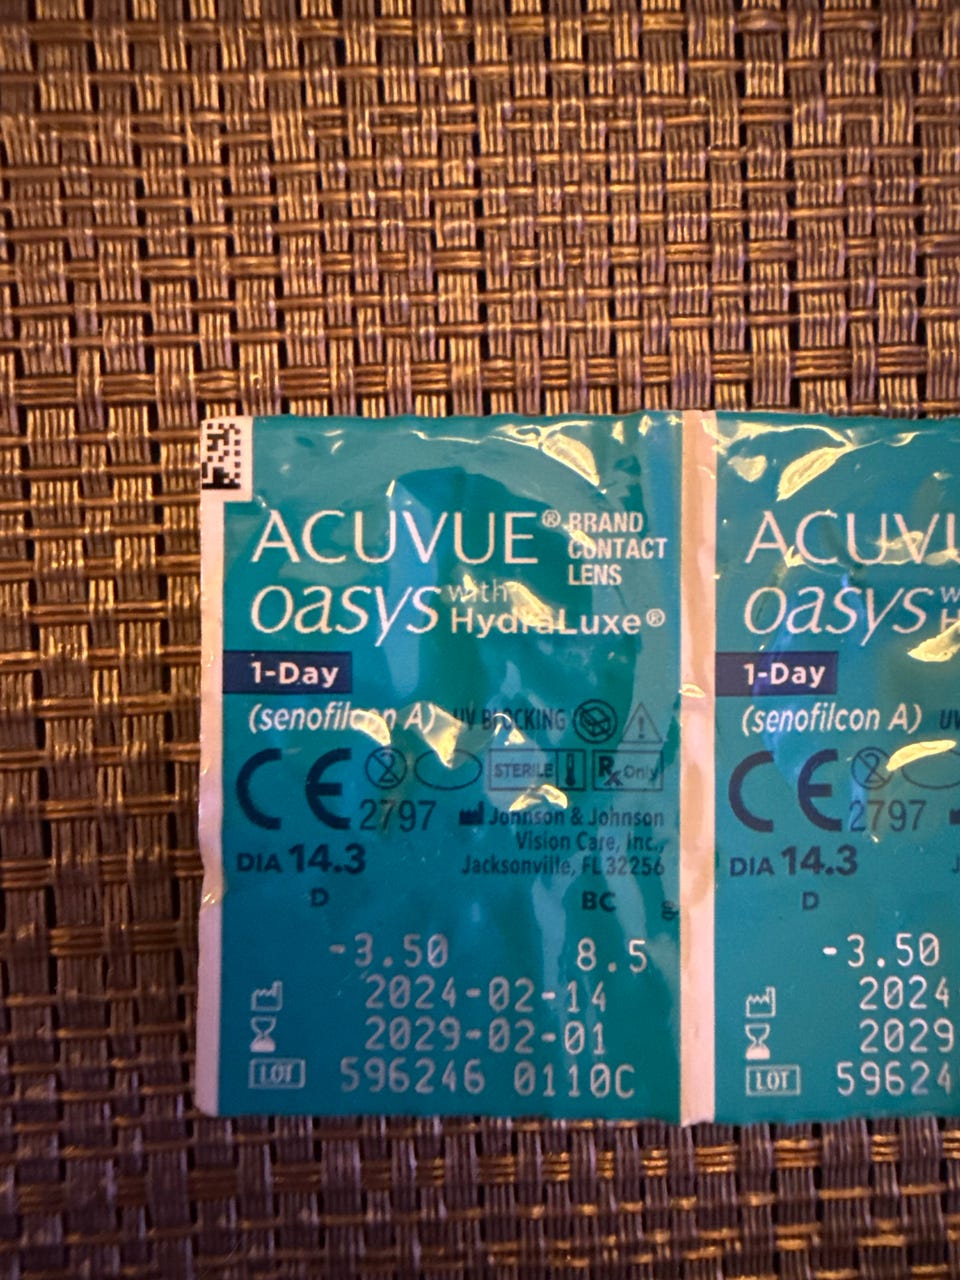 ACUVUE® BRAND
CONTACT
LENS
oasys with
HydraLuxe®
1-Day
(senofilcon A) UV BLOCKING
STERILE Rx Only
CE 2797
Johnson & Johnson
Vision Care, Inc.,
Jacksonville, FL 32256
DIA 14.3
D BC
-3.50 8.5
2024-02-14
2029-02-01
LOT 596246 0110C
ACUVU
oasys w
H
1-Day
(senofilcon A) UV
CE 2797
DIA 14.3
D
-3.50
2024
2029
LOT 59624